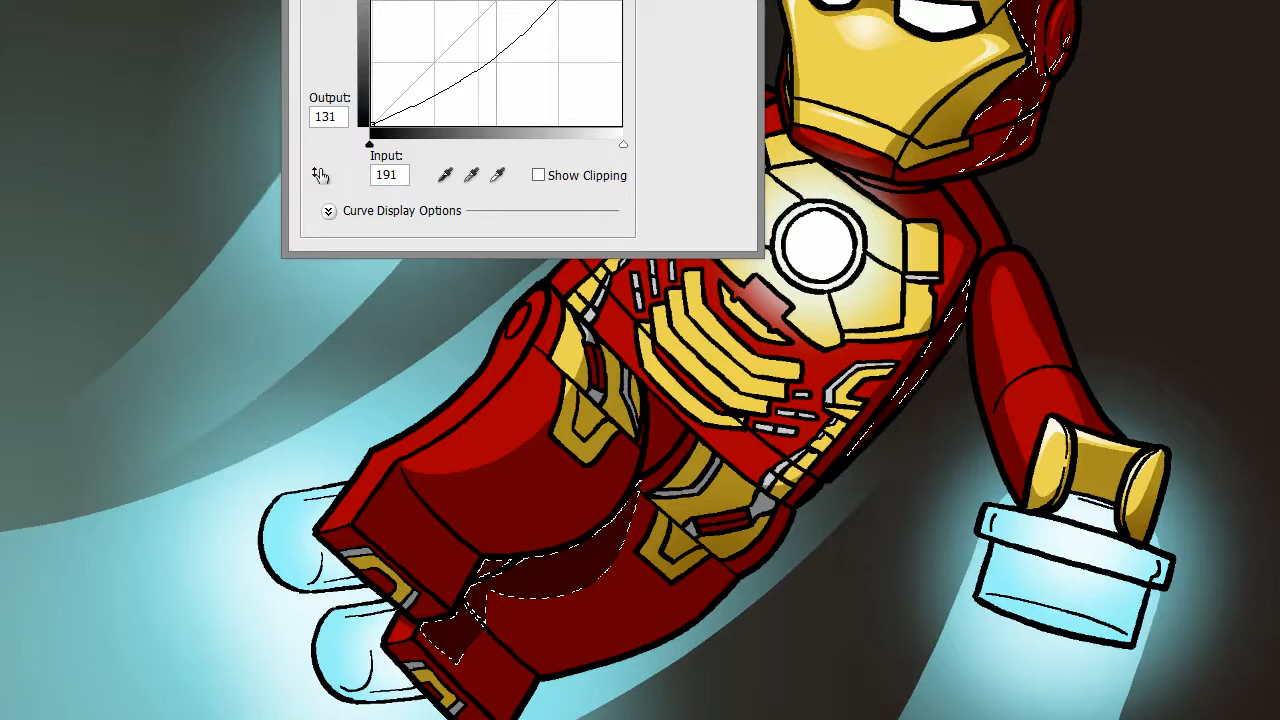 Output:
131
Input:
191
Show Clipping
Curve Display Options